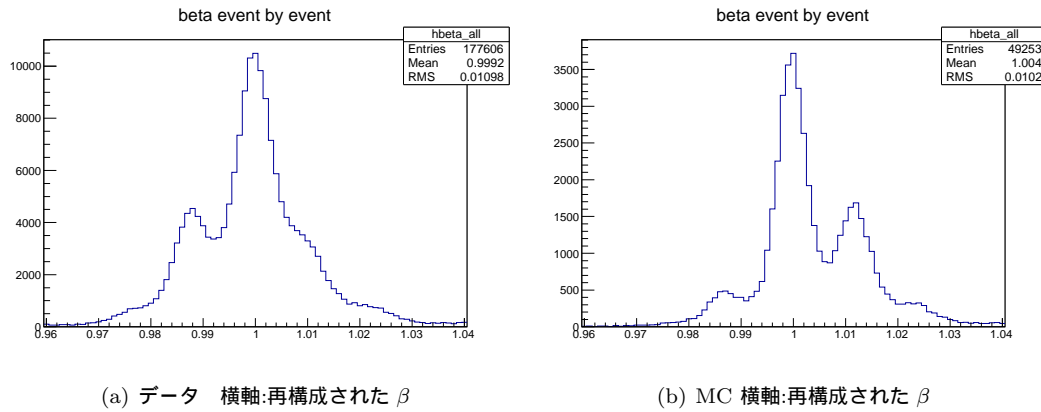 beta event by event
hbeta_all
Entries 177606
Mean 0.9992
RMS 0.01098
10000
8000
6000
4000
2000
0
0.96 0.97 0.98 0.99 1 1.01 1.02 1.03 1.04
(a) データ 横軸:再構成された β
beta event by event
hbeta_all
Entries 49253
Mean 1.004
RMS 0.0102
3500
3000
2500
2000
1500
1000
500
0
0.96 0.97 0.98 0.99 1 1.01 1.02 1.03 1.04
(b) MC 横軸:再構成された β